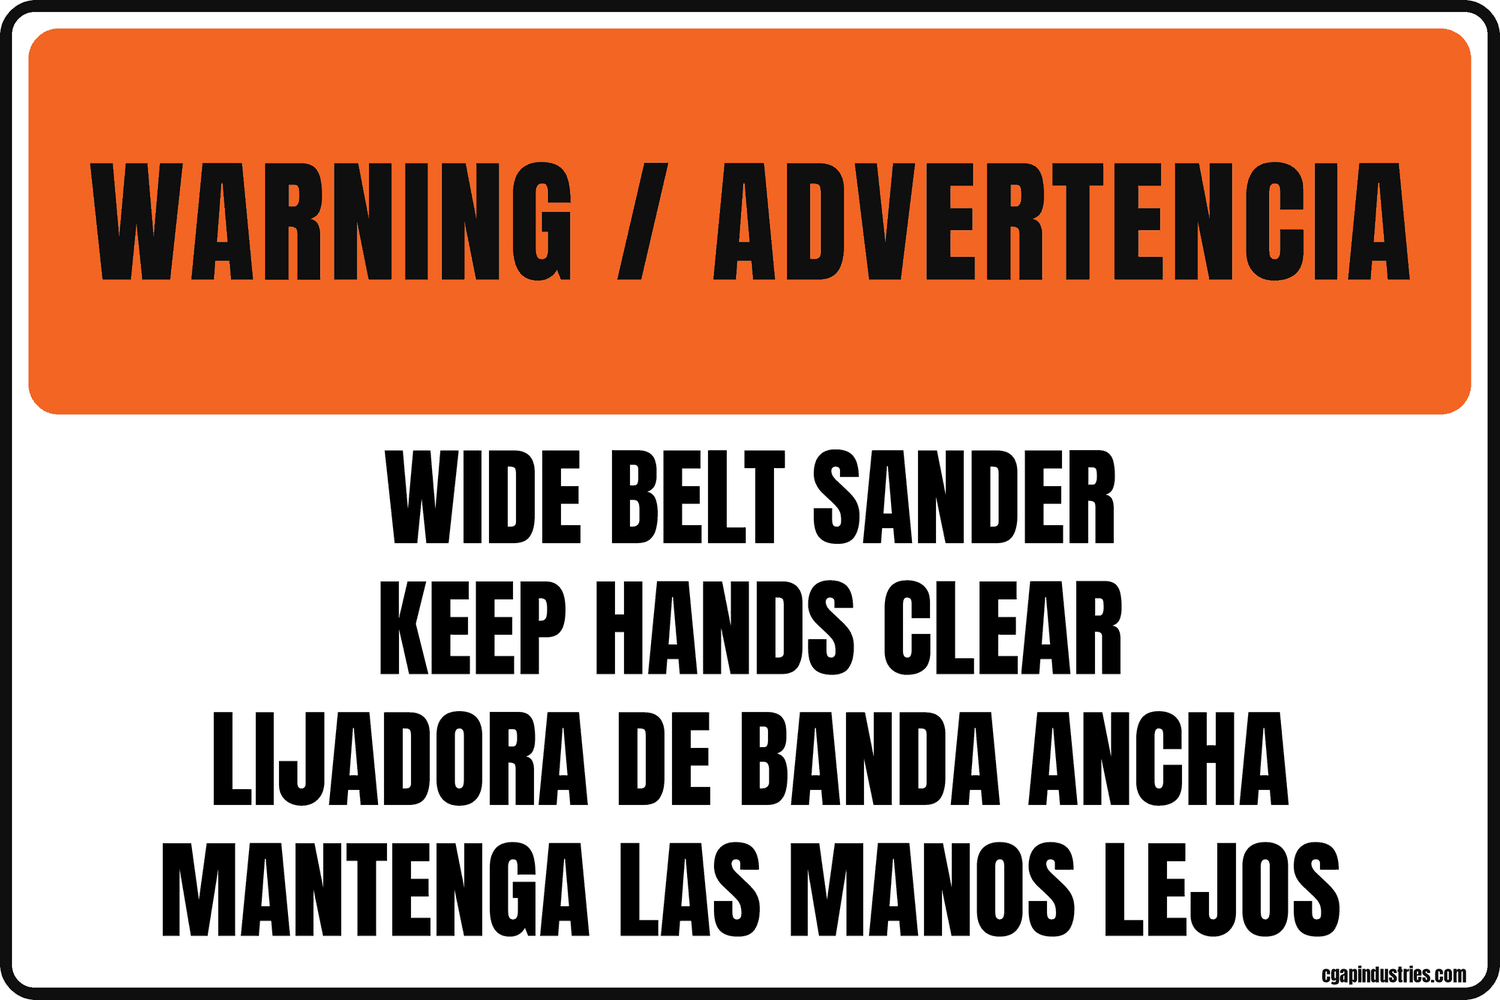 WARNING / ADVERTENCIA
WIDE BELT SANDER
KEEP HANDS CLEAR
LIJADORA DE BANDA ANCHA
MANTENGA LAS MANOS LEJOS
cgapindustries.com